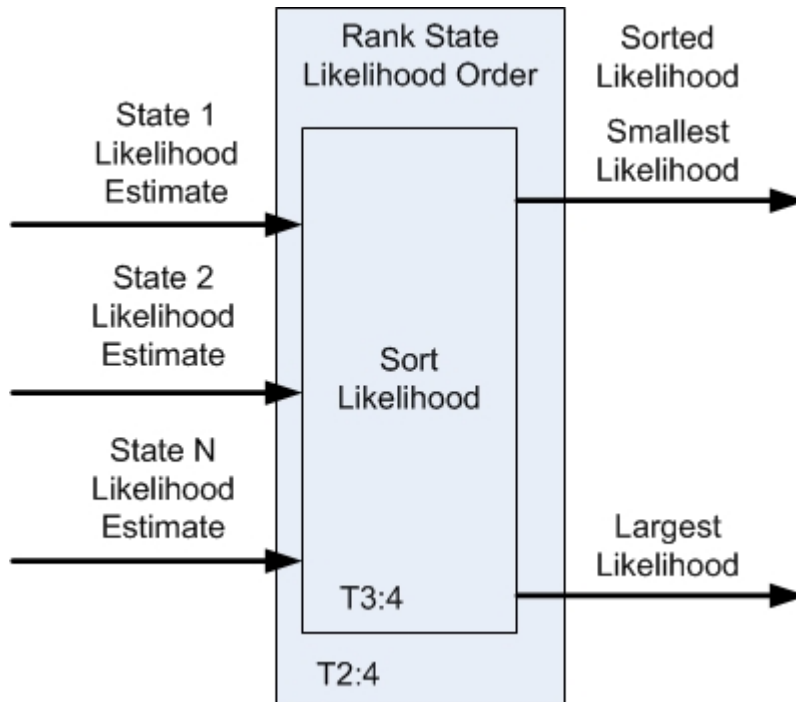 Rank State
Likelihood Order
Sorted
Likelihood
State 1
Likelihood
Estimate
Smallest
Likelihood
State 2
Likelihood
Estimate
Sort
Likelihood
State N
Likelihood
Estimate
Largest
Likelihood
T3:4
T2:4